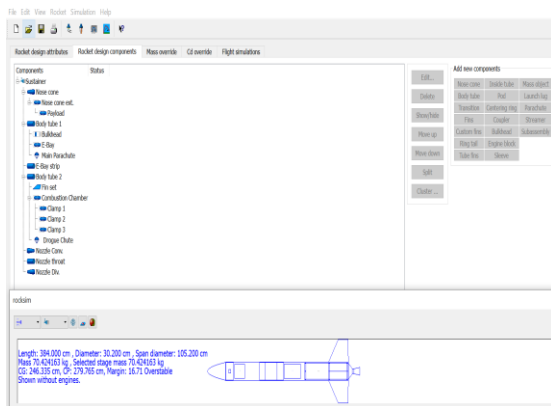 File Edit View Rocket Simulation Help
Rocket design attributes Rocket design components Mass override Cd override Flight simulations
Components Status
Sustainer
Nose cone
Nose cone ext.
Payload
Body tube 1
Bulkhead
E-Bay
Main Parachute
E-Bay strip
Body tube 2
Fin set
Combustion Chamber
Clamp 1
Clamp 2
Clamp 3
Drogue Chute
Nozzle Conv.
Nozzle throat
Nozzle Div.
Edit...
Delete
Show/hide
Move up
Move down
Split
Cluster ...
Add new components
Nose cone Inside tube Mass object
Body tube Pod Launch lug
Transition Centering ring Parachute
Fins Coupler Streamer
Custom fins Bulkhead Subassembly
Ring tail Engine block
Tube fins Sleeve
rocksim
Length: 384.000 cm , Diameter: 30.200 cm , Span diameter: 105.200 cm
Mass 70.424163 kg , Selected stage mass 70.424163 kg
CG: 246.335 cm, CP: 279.765 cm, Margin: 16.71 Overstable
Shown without engines.